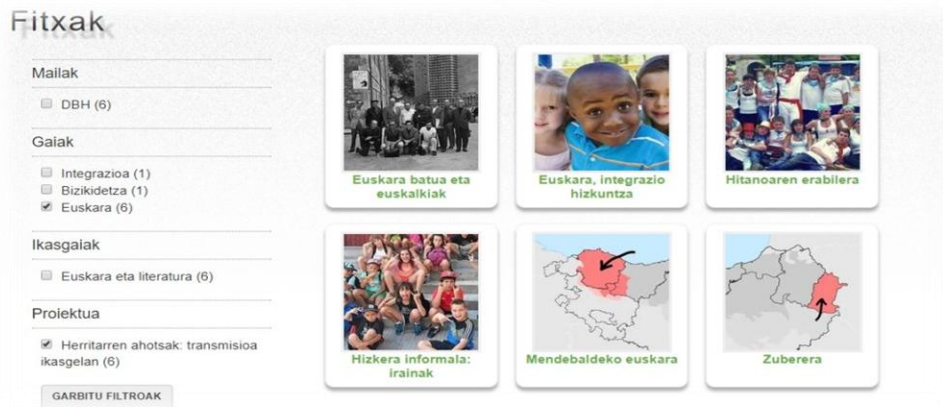 Fitxak
Mailak
DBH (6)
Gaiak
Integrazioa (1)
Bizikidetza (1)
Euskara (6)
Ikasgaiak
Euskara eta literatura (6)
Proiektua
Herritarren ahotsak: transmisioa
ikasgelan (6)
GARBITU FILTROAK
Euskara batua eta
euskalkiak
Euskara, integrazio
hizkuntza
Hitanoaren erabilera
Hizkera informala:
irainak
Mendebaldeko euskara
Zuberera